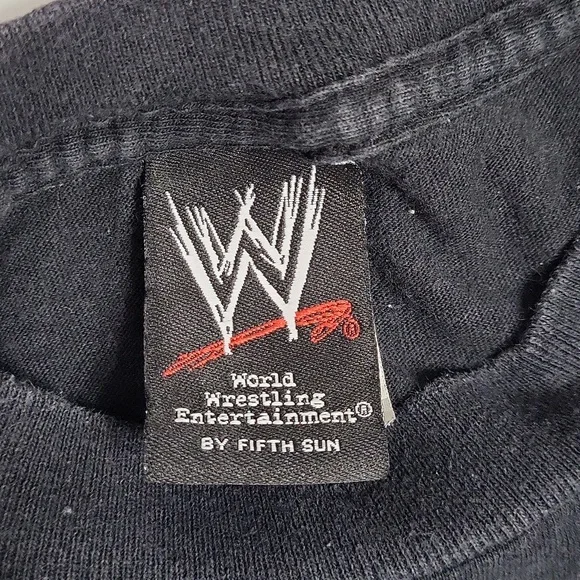 W®
World
Wrestling
Entertainment®
BY FIFTH SUN